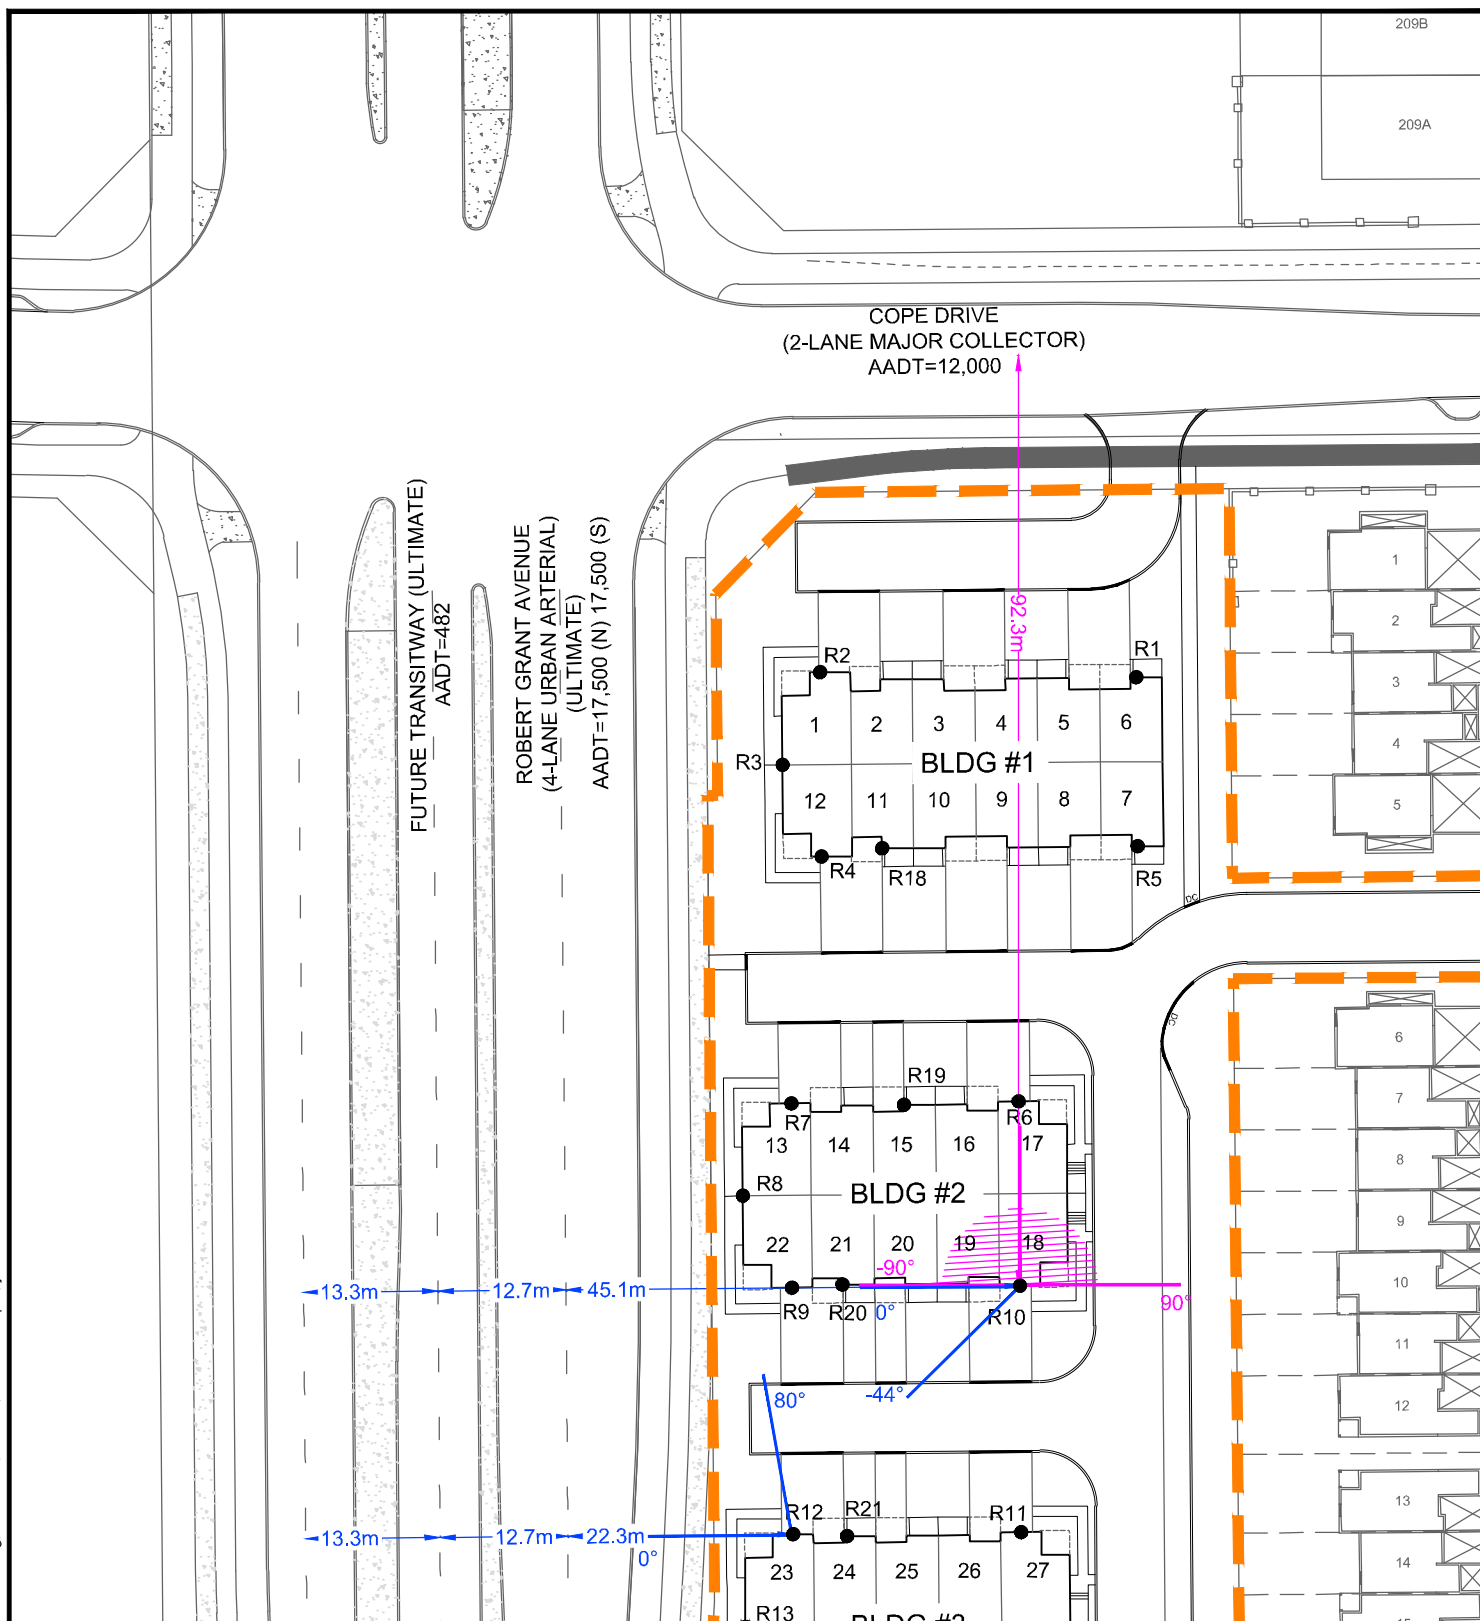 209B
209A
COPE DRIVE
(2-LANE MAJOR COLLECTOR)
AADT=12,000
FUTURE TRANSITWAY (ULTIMATE)
AADT=482
ROBERT GRANT AVENUE
(4-LANE URBAN ARTERIAL)
(ULTIMATE)
AADT=17,500 (N) 17,500 (S)
92.3m
R2
R1
1 2 3 4 5 6
R3
BLDG #1
12 11 10 9 8 7
R4
R18
R5
1
2
3
4
5
DC
DC
R19
R7
R6
13 14 15 16 17
R8
BLDG #2
22 21 20 19 18
-90°
13.3m
12.7m
45.1m
R9
R20
0°
R10
90°
80°
-44°
6
7
8
9
10
11
12
13
14
R12
R21
R11
13.3m
12.7m
22.3m
0°
23 24 25 26 27
R13